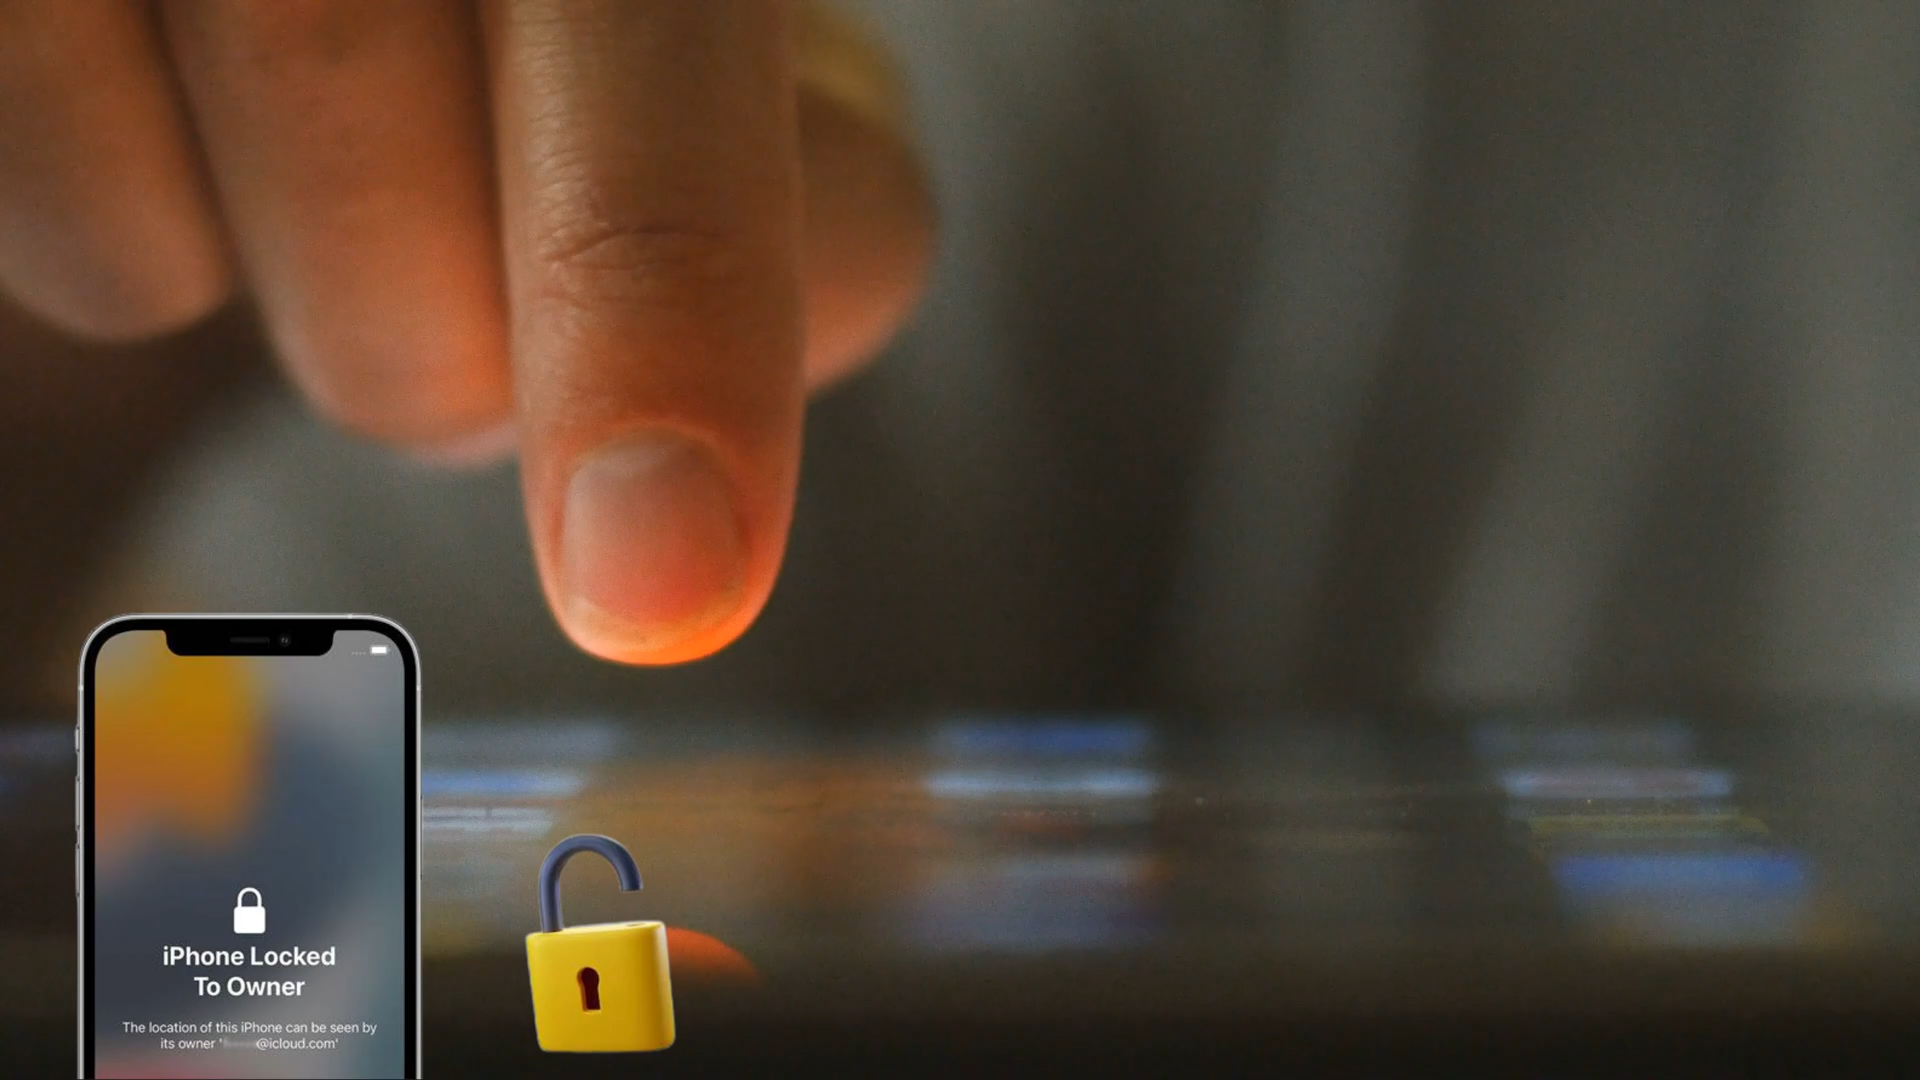 iPhone Locked
To Owner
The location of this iPhone can be seen by
its owner '@icloud.com'